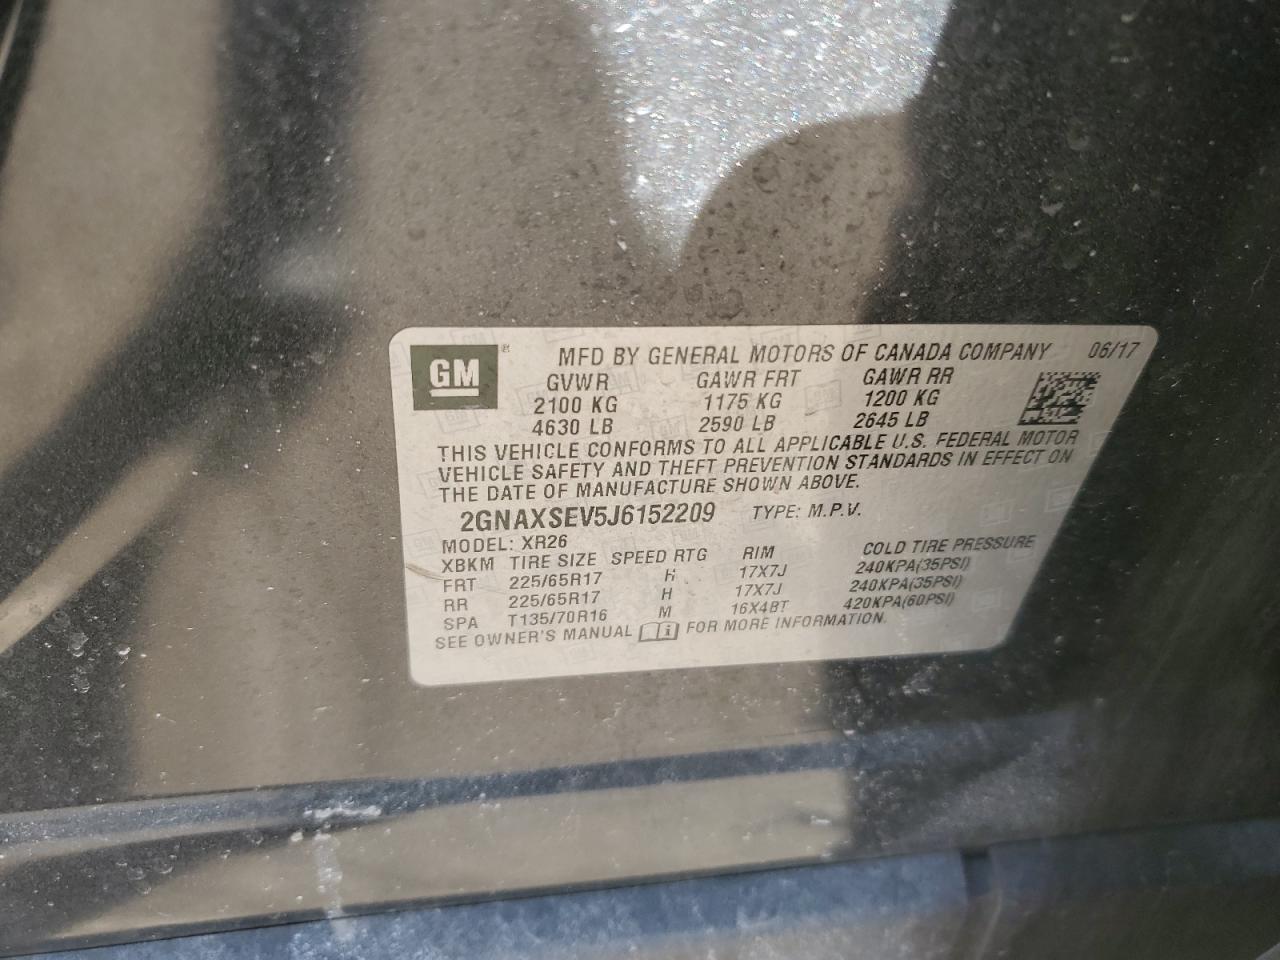 GM ® MFD BY GENERAL MOTORS OF CANADA COMPANY 06/17
GVWR GAWR FRT GAWR RR
2100 KG 1175 KG 1200 KG
4630 LB 2590 LB 2645 LB
THIS VEHICLE CONFORMS TO ALL APPLICABLE U.S. FEDERAL MOTOR
VEHICLE SAFETY AND THEFT PREVENTION STANDARDS IN EFFECT ON
THE DATE OF MANUFACTURE SHOWN ABOVE.
2GNAXSEV5J6152209 TYPE: M.P.V.
MODEL: XR26
XBKM TIRE SIZE SPEED RTG RIM COLD TIRE PRESSURE
FRT 225/65R17 H 17X7J 240KPA(35PSI)
RR 225/65R17 H 17X7J 240KPA(35PSI)
SPA T135/70R16 M 16X4BT 420KPA(60PSI)
SEE OWNER'S MANUAL i FOR MORE INFORMATION.